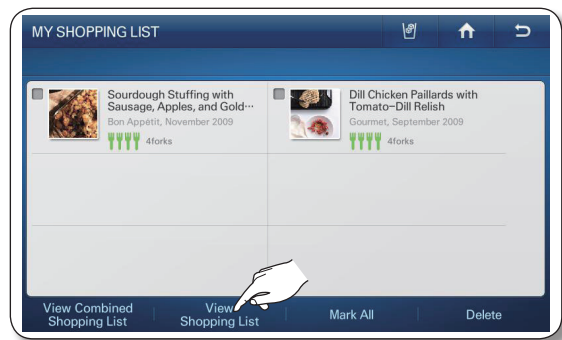 MY SHOPPING LIST
Sourdough Stuffing with
Sausage, Apples, and Gold⋯
Bon Appétit, November 2009
4forks
Dill Chicken Paillards with
Tomato-Dill Relish
Gourmet, September 2009
4forks
View Combined
Shopping List
View
Shopping List
Mark All
Delete